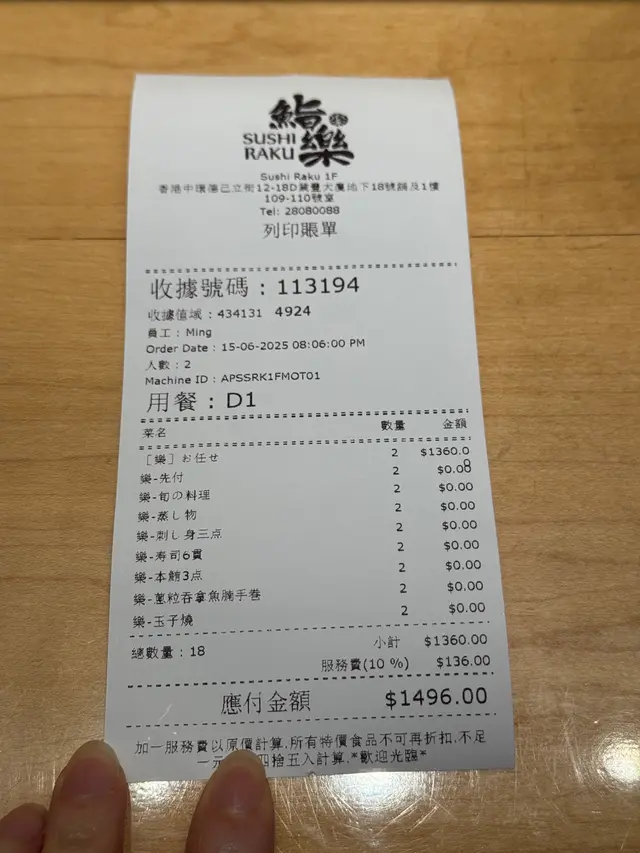 鮨樂
SUSHI
RAKU
Sushi Raku 1F
香港中環德己立街12-18D業豐大廈地下18號舖及1樓
109-110號室
Tel: 28080088
列印賬單
收據號碼 : 113194
收據值域 : 434131 4924
員工 : Ming
Order Date : 15-06-2025 08:06:00 PM
人數 : 2
Machine ID : APSSRK1FMOT01
用餐 : D1
菜名 數量 金額
［樂］お任せ 2 $1360.0
0
樂-先付 2 $0.00
樂-旬の料理 2 $0.00
樂-蒸し物 2 $0.00
樂-刺し身三点 2 $0.00
樂-寿司6貫 2 $0.00
樂-本鮪3点 2 $0.00
樂-蔥粒吞拿魚腩手卷 2 $0.00
樂-玉子燒 2 $0.00
總數量 : 18
小計 $1360.00
服務費(10 %) $136.00
應付金額 $1496.00
加一服務費以原價計算,所有特價食品不可再折扣.不足
一元 四捨五入計算.*歡迎光臨*